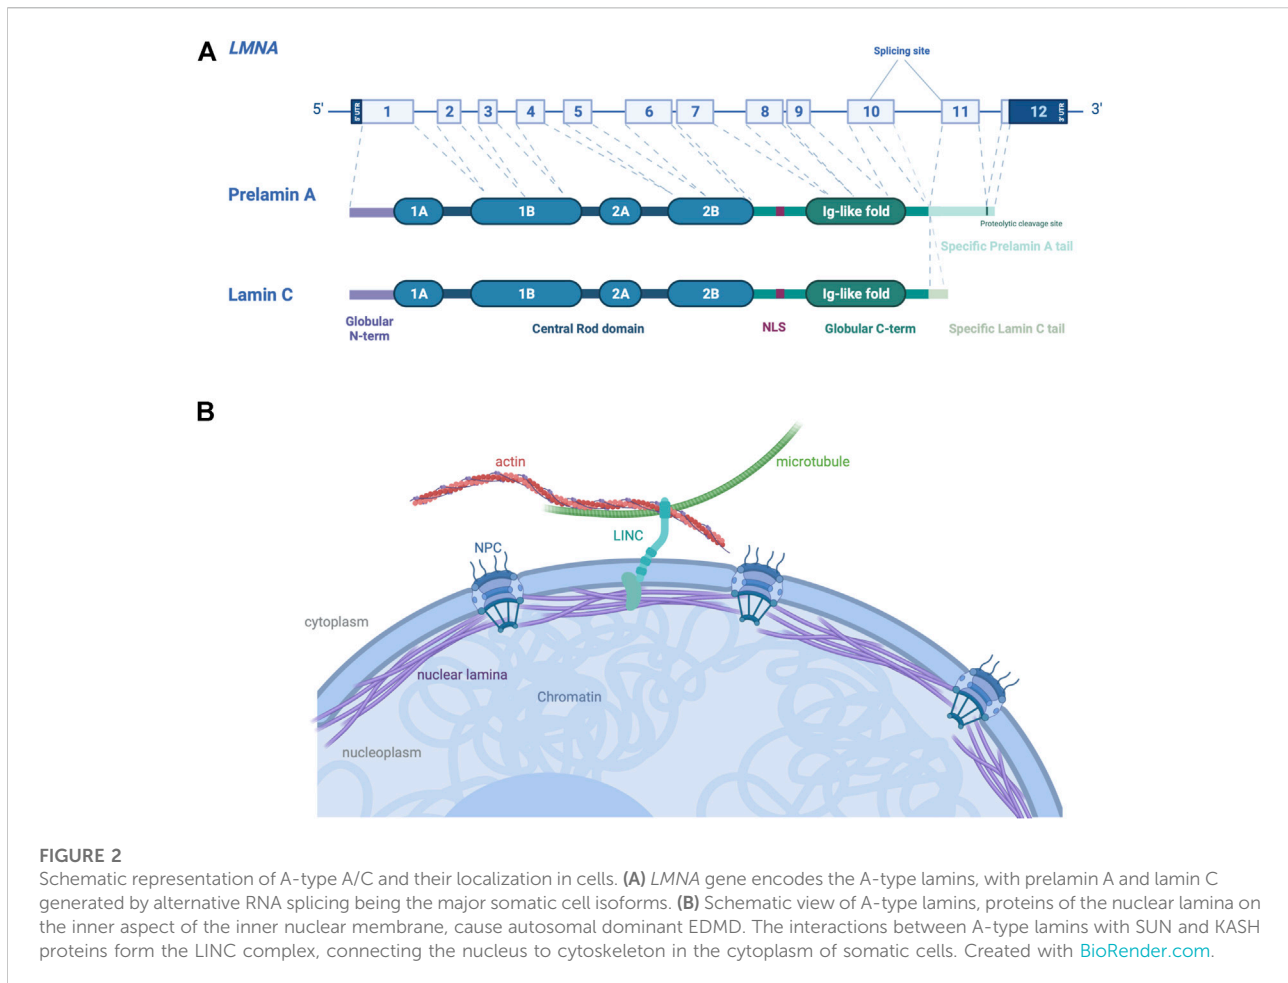 A LMNA
Splicing site
5' 5'UTR 1 2 3 4 5 6 7 8 9 10 11 12 3'UTR 3'
Prelamin A
1A 1B 2A 2B Ig-like fold
Proteolytic cleavage site
Specific Prelamin A tail
Lamin C
1A 1B 2A 2B Ig-like fold
Globular
N-term
Central Rod domain
NLS
Globular C-term
Specific Lamin C tail
B
actin
microtubule
LINC
NPC
cytoplasm
nuclear lamina
Chromatin
nucleoplasm
FIGURE 2
Schematic representation of A-type A/C and their localization in cells. (A) LMNA gene encodes the A-type lamins, with prelamin A and lamin C
generated by alternative RNA splicing being the major somatic cell isoforms. (B) Schematic view of A-type lamins, proteins of the nuclear lamina on
the inner aspect of the inner nuclear membrane, cause autosomal dominant EDMD. The interactions between A-type lamins with SUN and KASH
proteins form the LINC complex, connecting the nucleus to cytoskeleton in the cytoplasm of somatic cells. Created with BioRender.com.